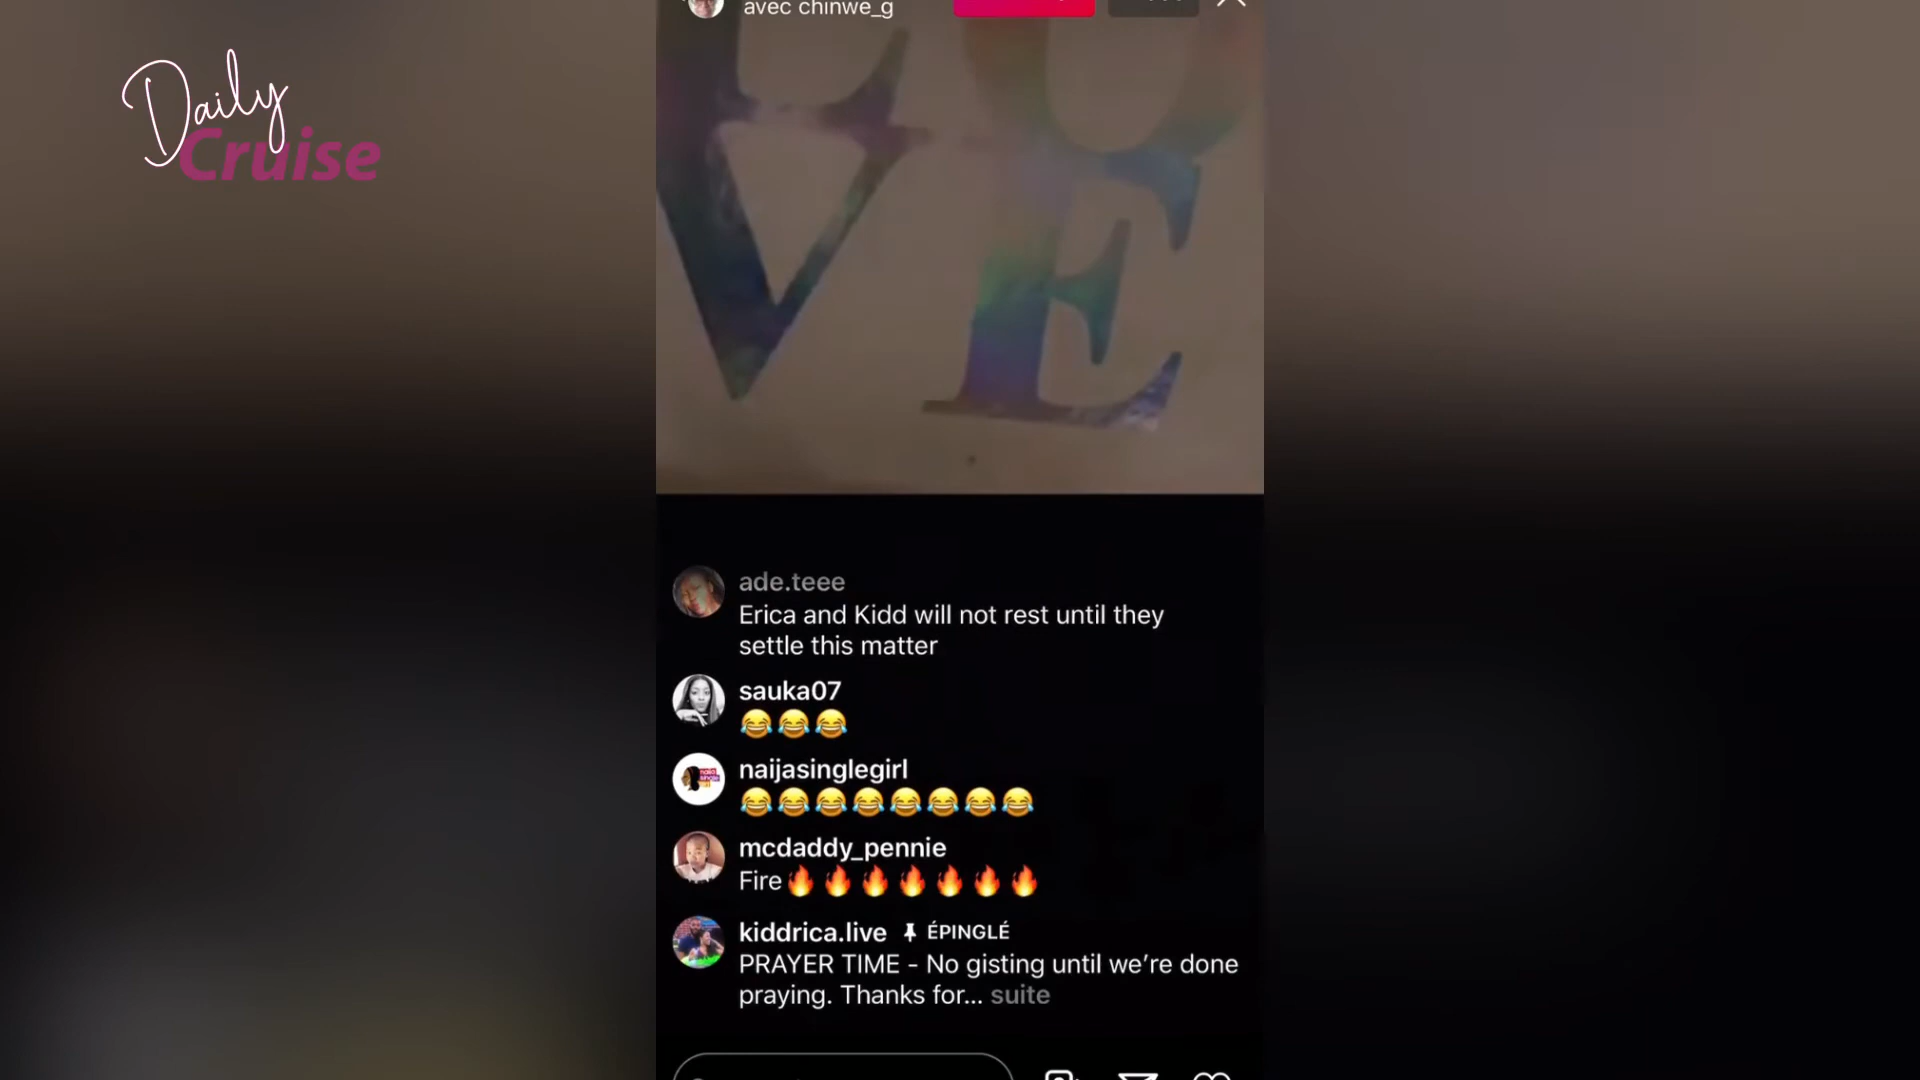 avec chinwe_g
Daily
Cruise
V E
ade.teee
Erica and Kidd will not rest until they
settle this matter
sauka07
😂😂😂
naijasinglegirl
😂😂😂😂😂😂😂😂
mcdaddy_pennie
Fire🔥🔥🔥🔥🔥🔥🔥
kiddrica.live ÉPINGLÉ
PRAYER TIME - No gisting until we’re done
praying. Thanks for... suite